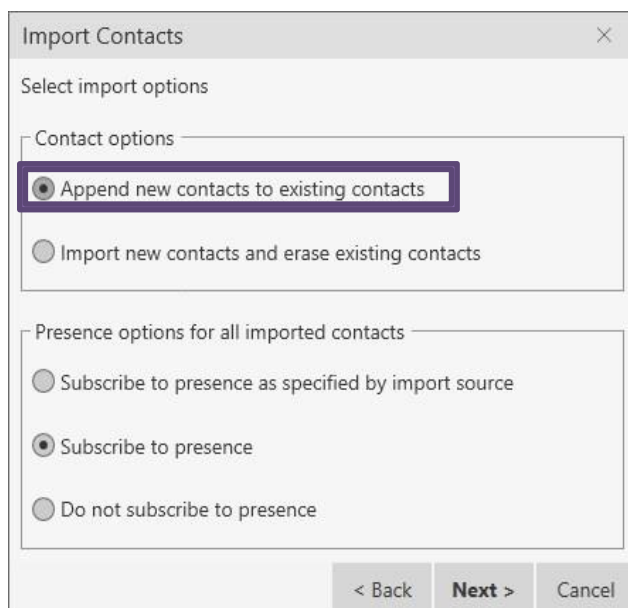 Import Contacts
Select import options
Contact options
Append new contacts to existing contacts
Import new contacts and erase existing contacts
Presence options for all imported contacts
Subscribe to presence as specified by import source
Subscribe to presence
Do not subscribe to presence
< Back Next > Cancel